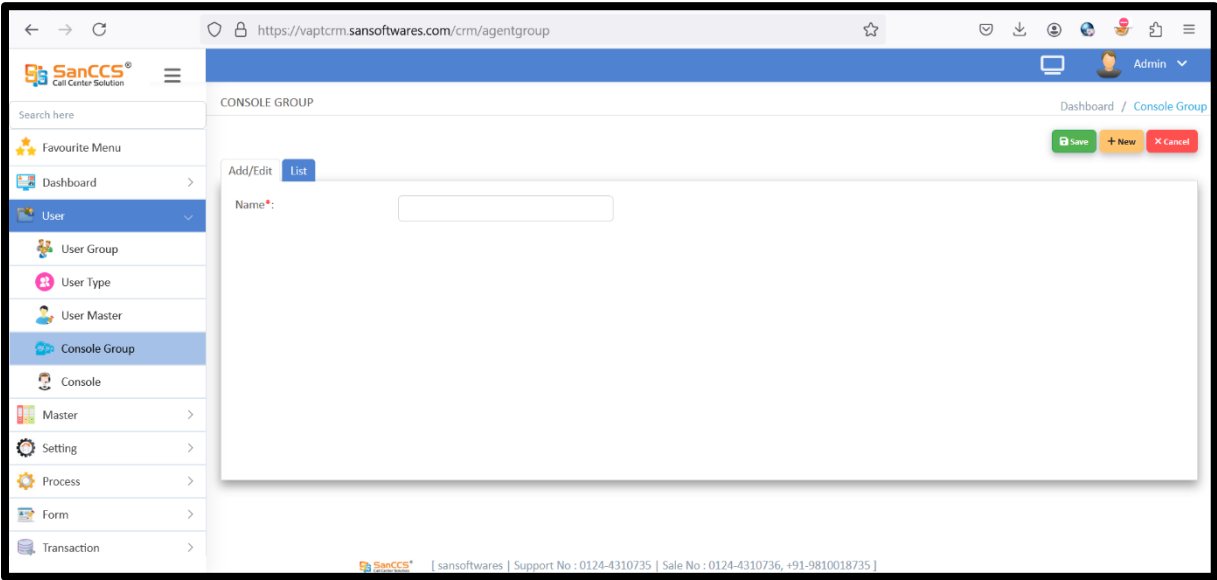 https://vaptcrm.sansoftwares.com/crm/agentgroup
SanCCS®
Call Center Solution
Admin
Search here
CONSOLE GROUP
Dashboard / Console Group
Favourite Menu
Save
+ New
X Cancel
Dashboard
Add/Edit
List
User
Name*:
User Group
User Type
User Master
Console Group
Console
Master
Setting
Process
Form
Transaction
SanCCS® [ sansoftwares | Support No : 0124-4310735 | Sale No : 0124-4310736, +91-9810018735 ]